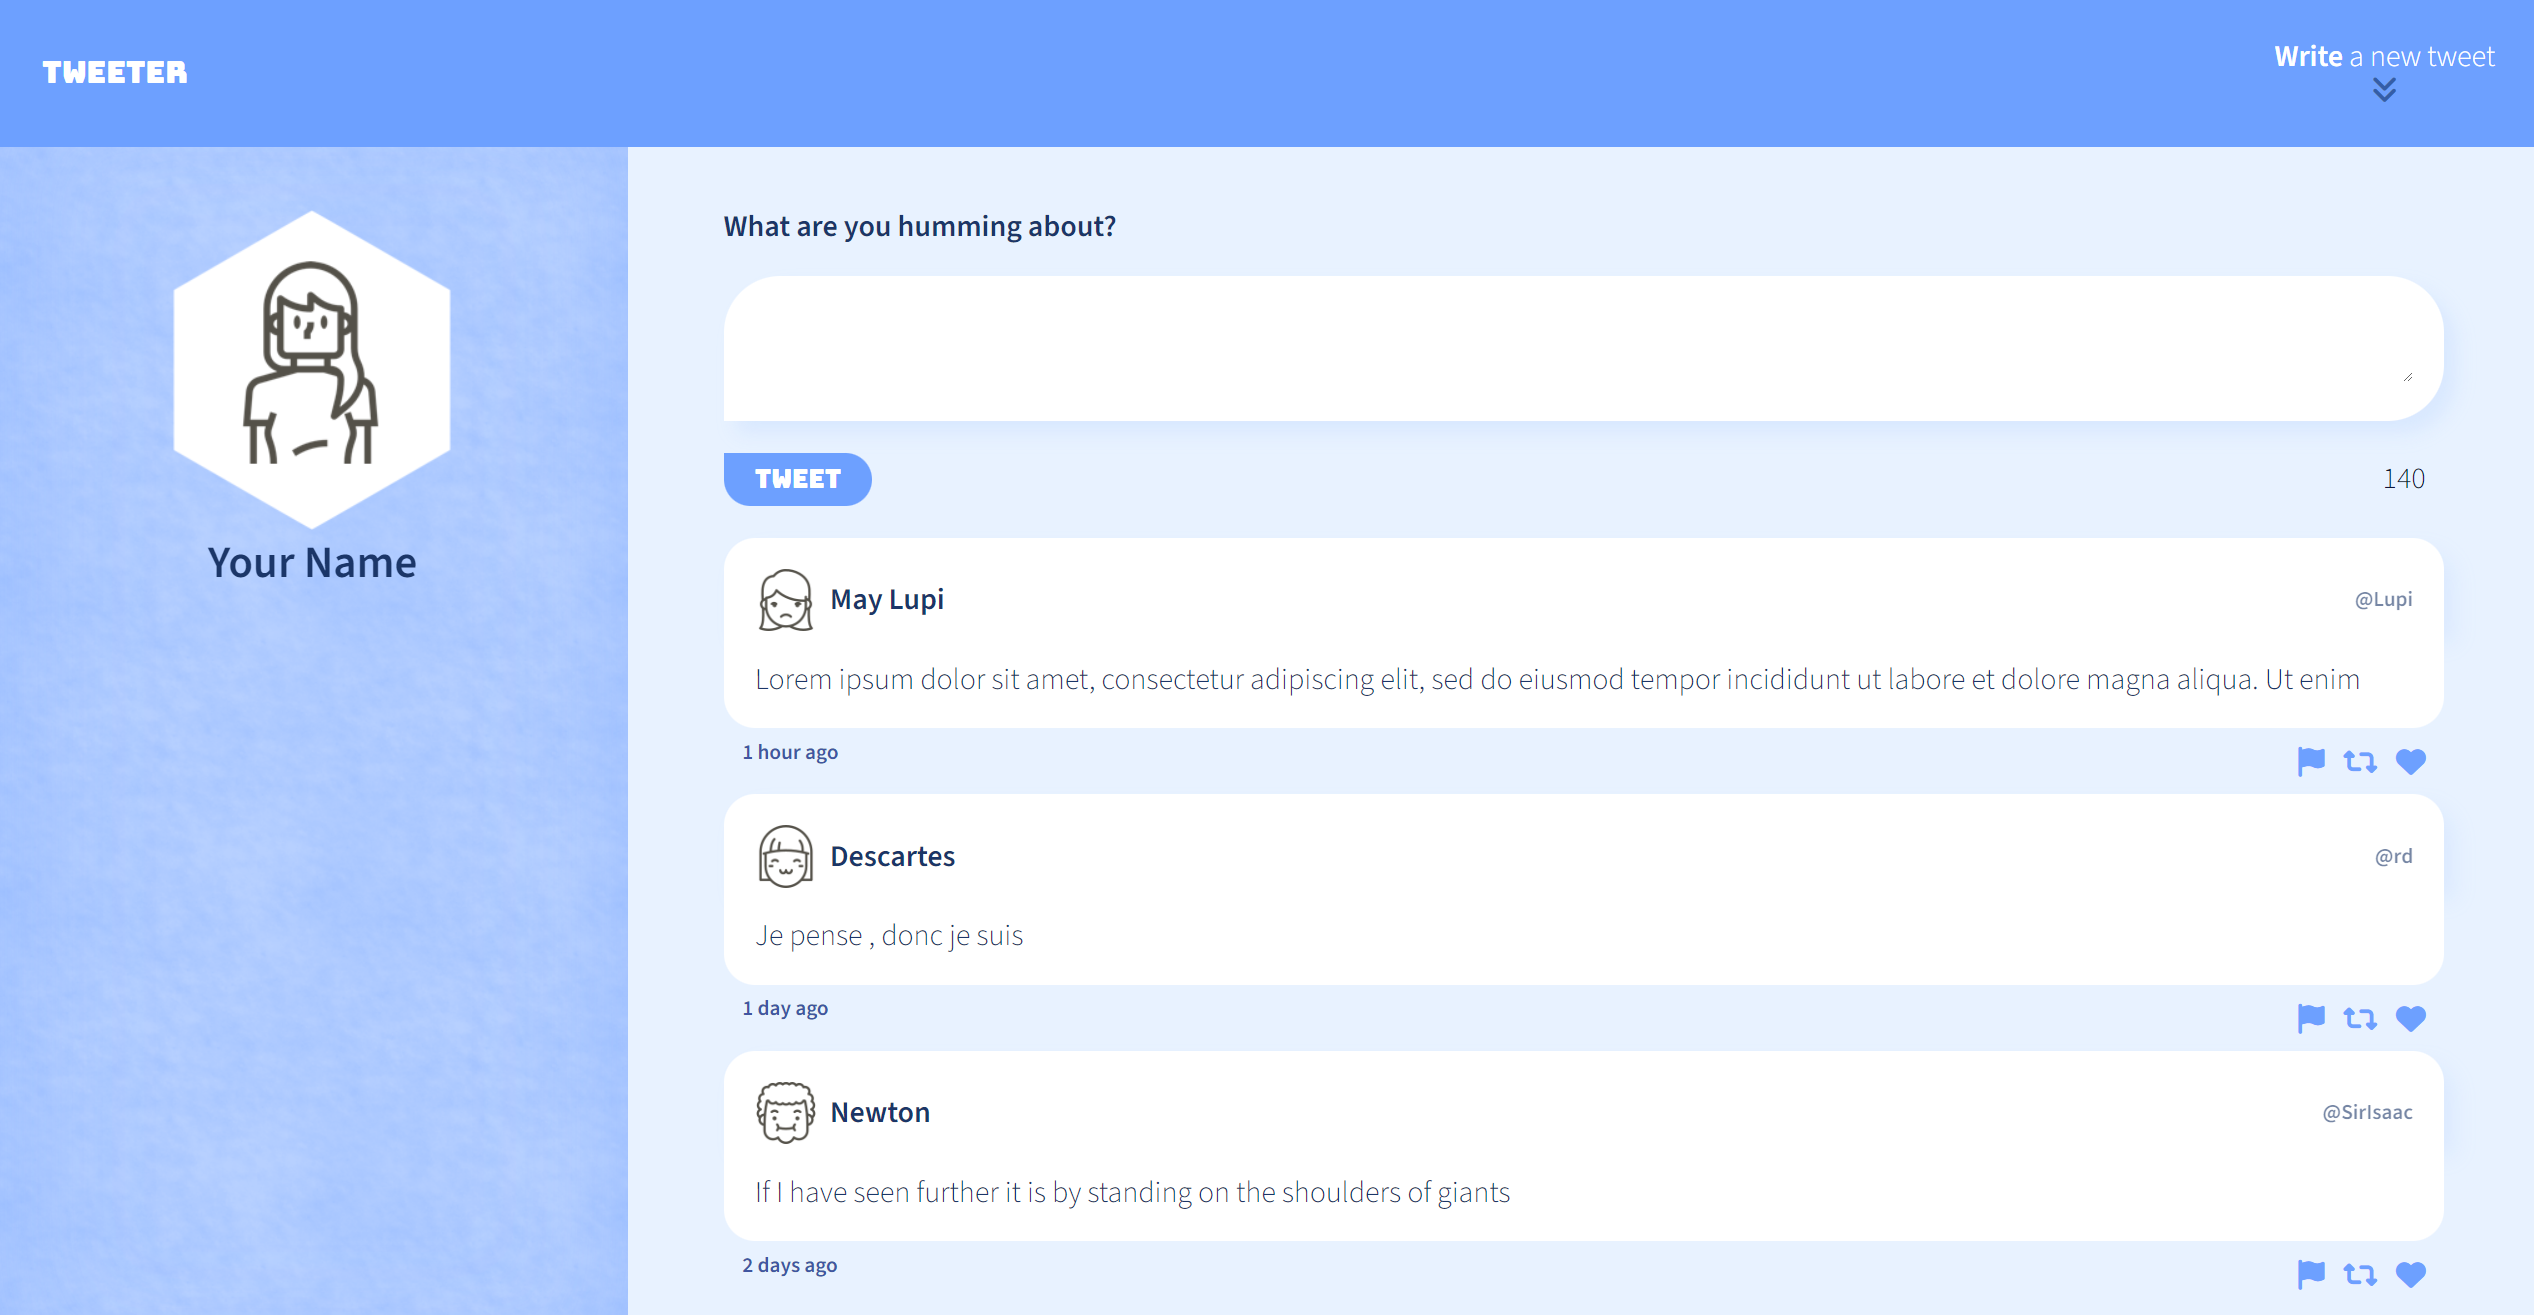 TWEETER
Write a new tweet
Your Name
What are you humming about?
TWEET
140
May Lupi
@Lupi
Lorem ipsum dolor sit amet, consectetur adipiscing elit, sed do eiusmod tempor incididunt ut labore et dolore magna aliqua. Ut enim
1 hour ago
Descartes
@rd
Je pense , donc je suis
1 day ago
Newton
@SirIsaac
If I have seen further it is by standing on the shoulders of giants
2 days ago